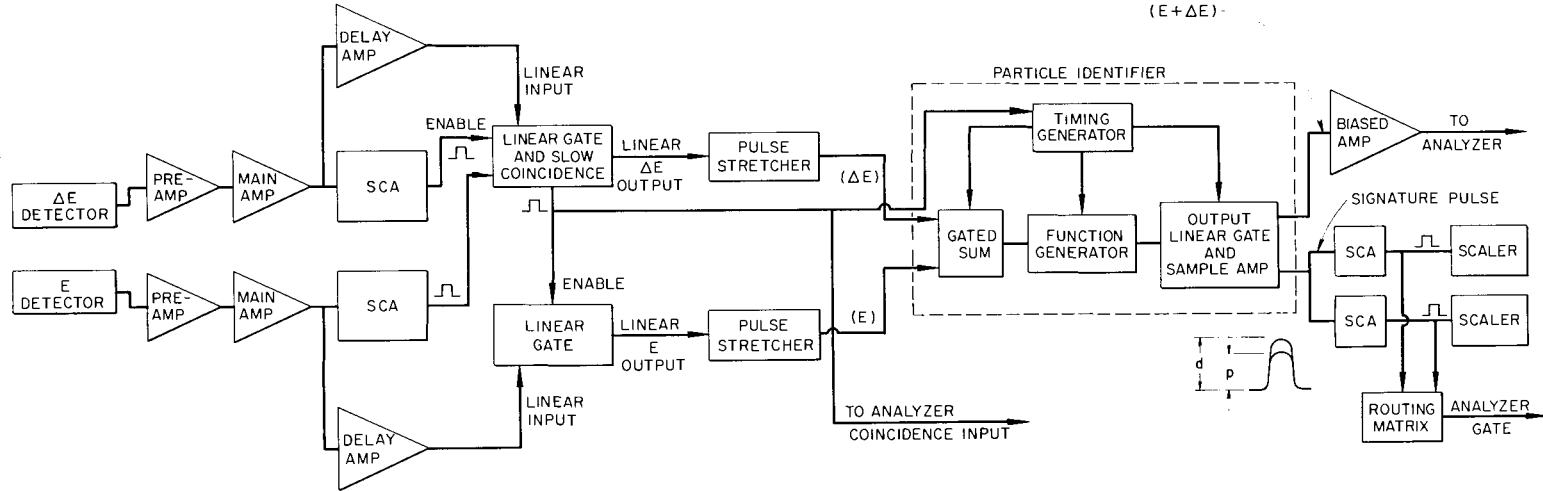 (E+ΔE)-
DELAY
AMP
LINEAR
INPUT
PARTICLE IDENTIFIER
ENABLE
LINEAR GATE
AND SLOW
COINCIDENCE
LINEAR
ΔE
OUTPUT
PULSE
STRETCHER
TIMING
GENERATOR
BIASED
AMP
TO
ANALYZER
ΔE
DETECTOR
PRE-
AMP
MAIN
AMP
SCA
(ΔE)
SIGNATURE PULSE
GATED
SUM
FUNCTION
GENERATOR
OUTPUT
LINEAR GATE
AND
SAMPLE AMP
SCA
SCALER
E
DETECTOR
PRE-
AMP
MAIN
AMP
SCA
ENABLE
LINEAR
GATE
LINEAR
E
OUTPUT
PULSE
STRETCHER
(E)
SCA
SCALER
d
p
DELAY
AMP
LINEAR
INPUT
TO ANALYZER
COINCIDENCE INPUT
ROUTING
MATRIX
ANALYZER
GATE